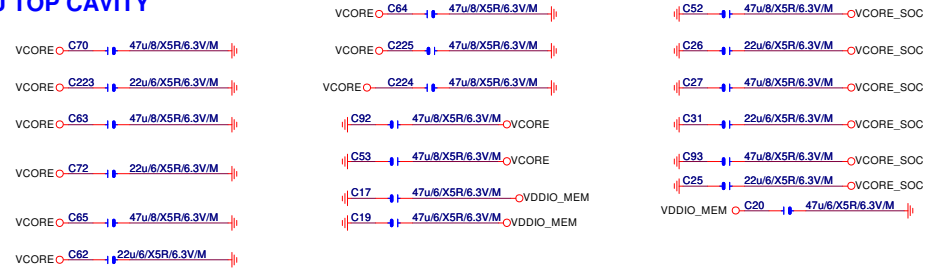 TOP CAVITY
VCORE C70 47u/8/X5R/6.3V/M
VCORE C223 22u/6/X5R/6.3V/M
VCORE C63 47u/8/X5R/6.3V/M
VCORE C72 22u/6/X5R/6.3V/M
VCORE C65 47u/8/X5R/6.3V/M
VCORE C62 22u/6/X5R/6.3V/M
VCORE C64 47u/8/X5R/6.3V/M
VCORE C225 47u/8/X5R/6.3V/M
VCORE C224 47u/8/X5R/6.3V/M
C92 47u/8/X5R/6.3V/M VCORE
C53 47u/8/X5R/6.3V/M VCORE
C17 47u/6/X5R/6.3V/M VDDIO_MEM
C19 47u/6/X5R/6.3V/M VDDIO_MEM
C52 47u/8/X5R/6.3V/M VCORE_SOC
C26 22u/6/X5R/6.3V/M VCORE_SOC
C27 47u/8/X5R/6.3V/M VCORE_SOC
C31 22u/6/X5R/6.3V/M VCORE_SOC
C93 47u/8/X5R/6.3V/M VCORE_SOC
C25 22u/6/X5R/6.3V/M VCORE_SOC
VDDIO_MEM C20 47u/6/X5R/6.3V/M